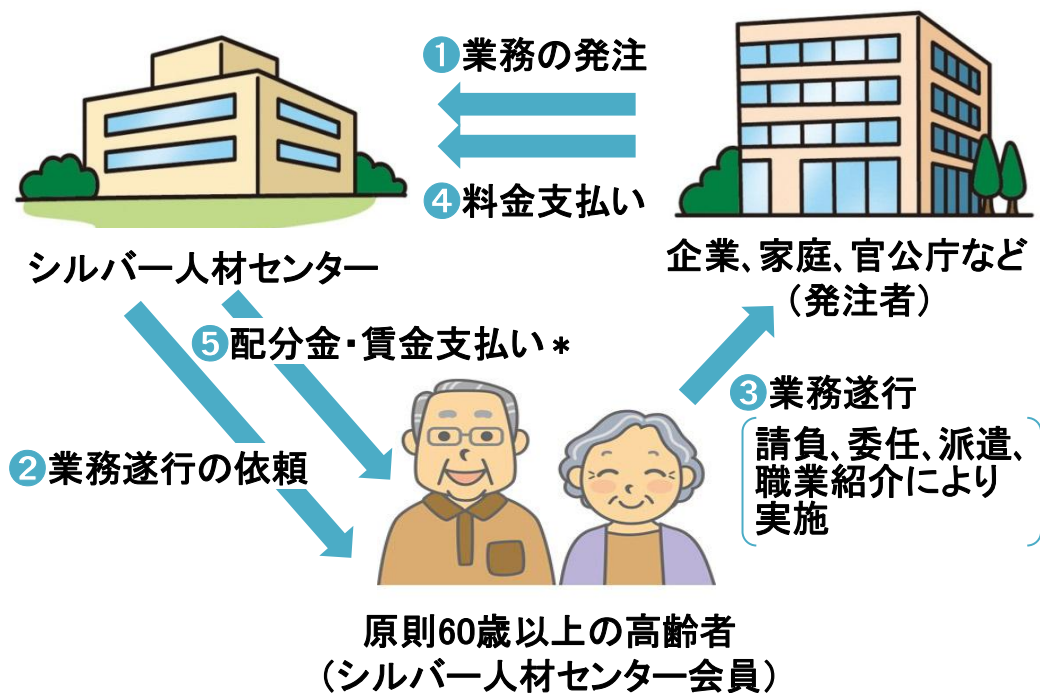 ❶業務の発注
❹料金支払い
シルバー人材センター
企業、家庭、官公庁など
（発注者）
❺配分金・賃金支払い＊
❸業務遂行
請負、委任、派遣、
職業紹介により
実施
❷業務遂行の依頼
原則60歳以上の高齢者
（シルバー人材センター会員）